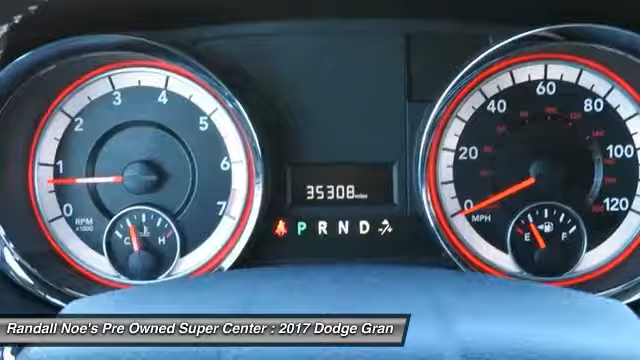 0 1 2 3 4 5 6 7
RPM
x1000
C H
35308 miles
P R N D
0 20 40 60 80 100 120
MPH
E F
Randall Noe's Pre Owned Super Center : 2017 Dodge Gran